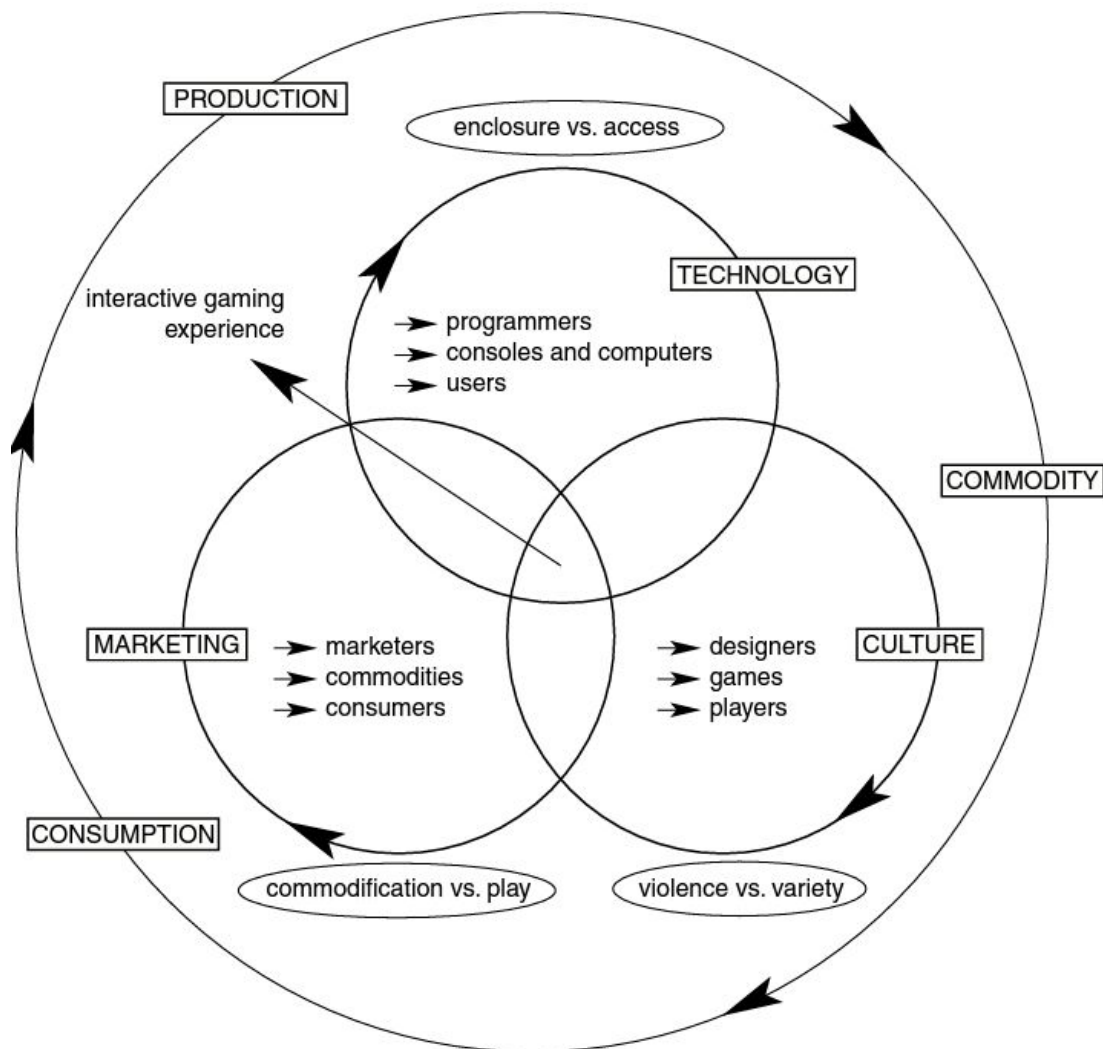 PRODUCTION
enclosure vs. access
TECHNOLOGY
interactive gaming
experience
programmers
consoles and computers
users
COMMODITY
MARKETING
marketers
commodities
consumers
designers
games
players
CULTURE
CONSUMPTION
commodification vs. play
violence vs. variety